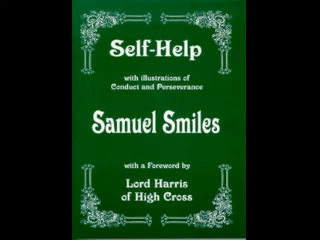 Self-Help
with illustrations of
Conduct and Perseverance
Samuel Smiles
with a Foreword by
Lord Harris
of High Cross